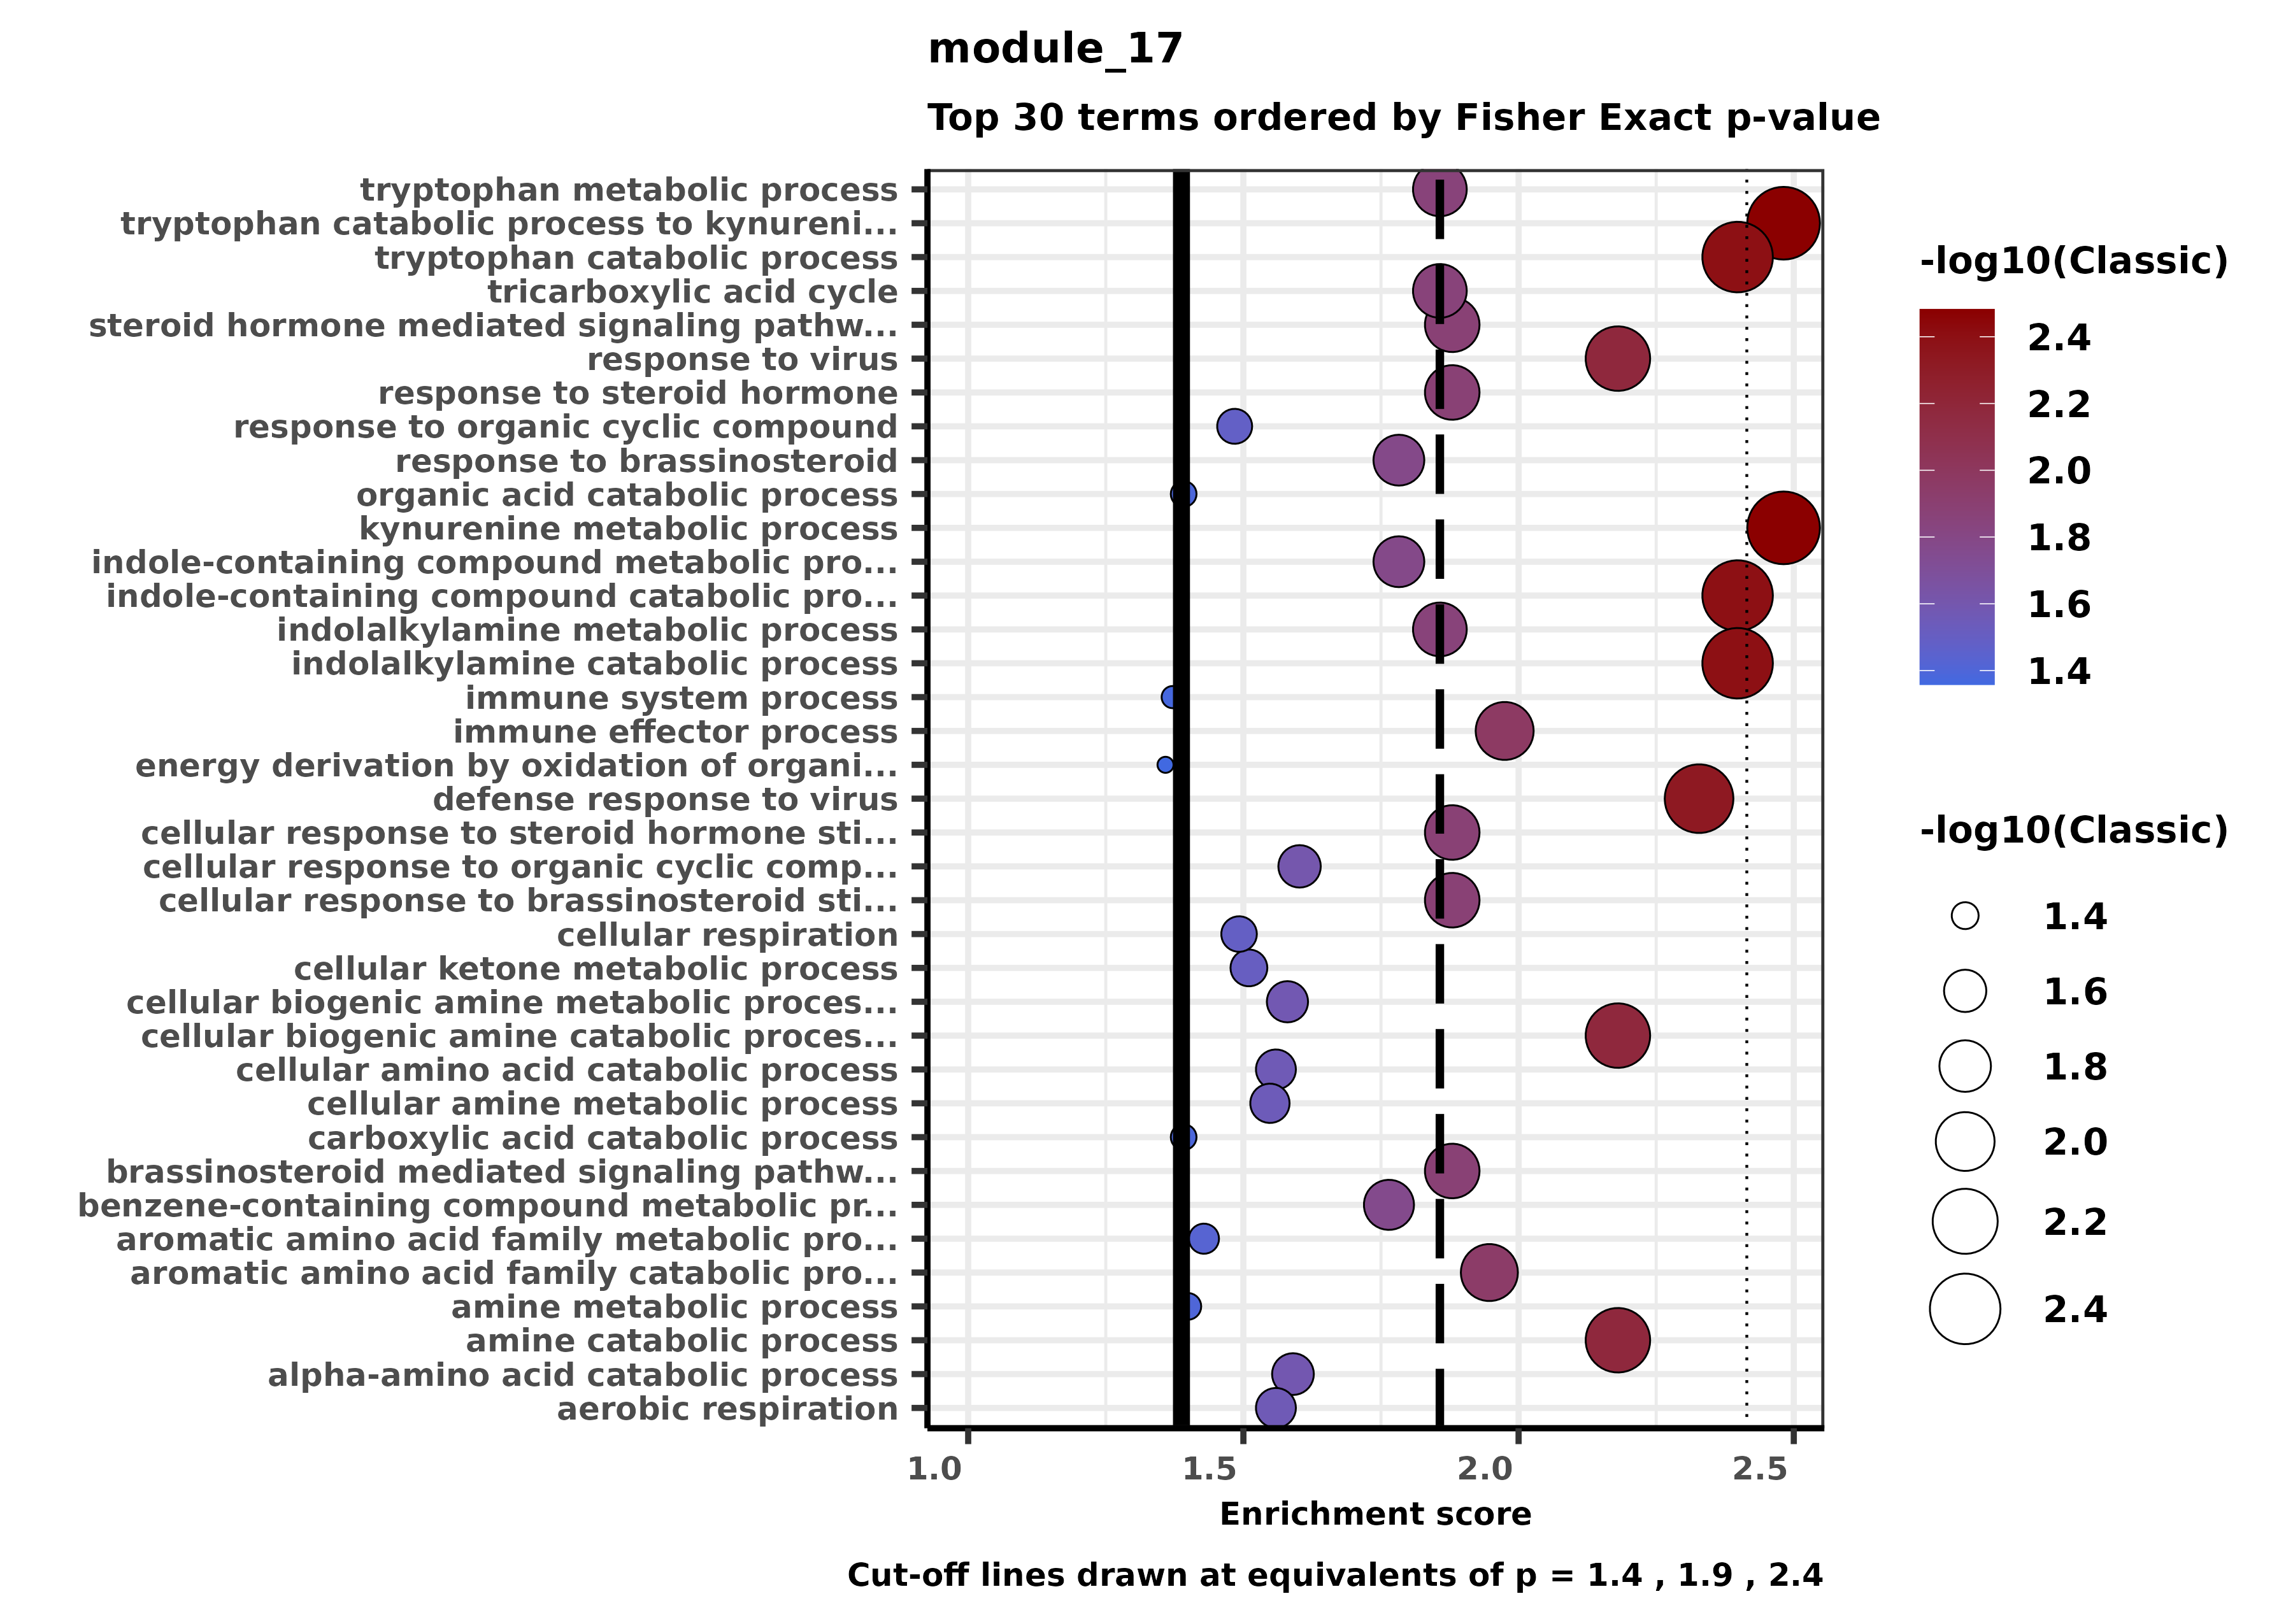 module_17
Top 30 terms ordered by Fisher Exact p-value
tryptophan metabolic process
tryptophan catabolic process to kynureni...
tryptophan catabolic process
tricarboxylic acid cycle
steroid hormone mediated signaling pathw...
response to virus
response to steroid hormone
response to organic cyclic compound
response to brassinosteroid
organic acid catabolic process
kynurenine metabolic process
indole-containing compound metabolic pro...
indole-containing compound catabolic pro...
indolalkylamine metabolic process
indolalkylamine catabolic process
immune system process
immune effector process
energy derivation by oxidation of organi...
defense response to virus
cellular response to steroid hormone sti...
cellular response to organic cyclic comp...
cellular response to brassinosteroid sti...
cellular respiration
cellular ketone metabolic process
cellular biogenic amine metabolic proces...
cellular biogenic amine catabolic proces...
cellular amino acid catabolic process
cellular amine metabolic process
carboxylic acid catabolic process
brassinosteroid mediated signaling pathw...
benzene-containing compound metabolic pr...
aromatic amino acid family metabolic pro...
aromatic amino acid family catabolic pro...
amine metabolic process
amine catabolic process
alpha-amino acid catabolic process
aerobic respiration
1.0 1.5 2.0 2.5
Enrichment score
Cut-off lines drawn at equivalents of p = 1.4 , 1.9 , 2.4
-log10(Classic)
2.4
2.2
2.0
1.8
1.6
1.4
-log10(Classic)
1.4
1.6
1.8
2.0
2.2
2.4